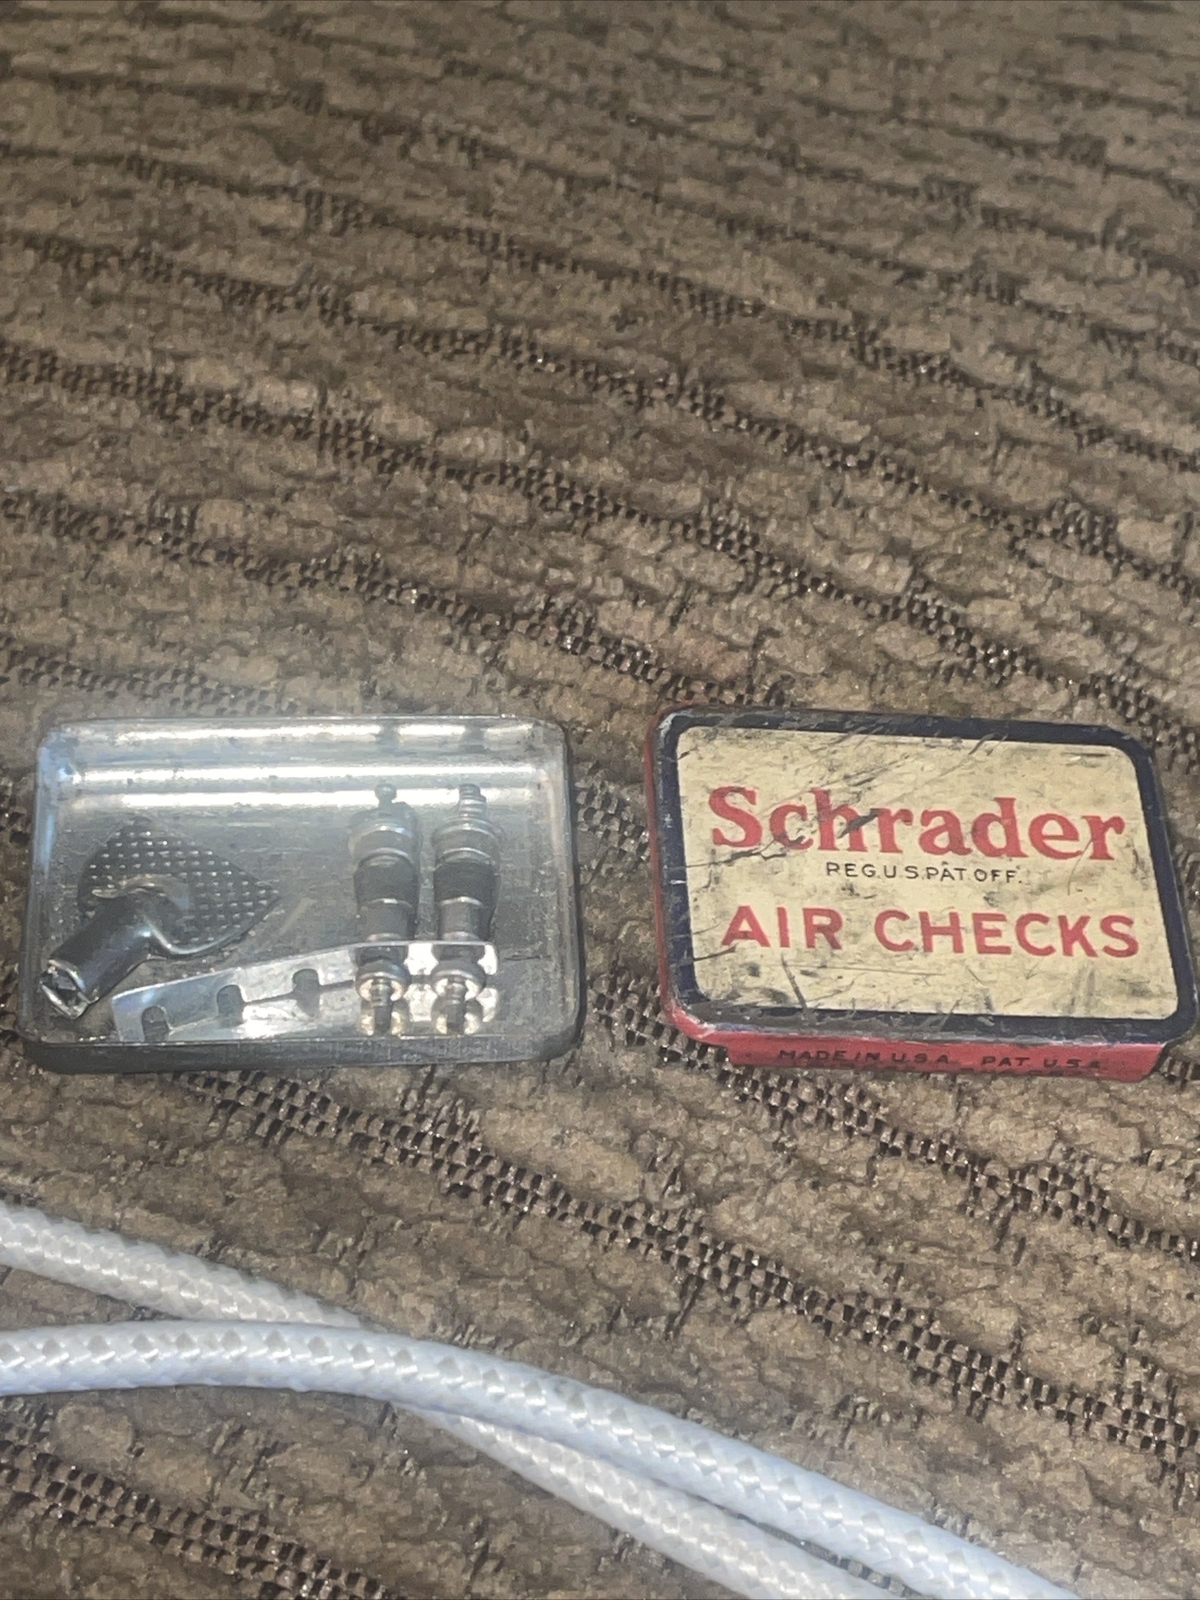 Schrader
REG.U.S.PAT.OFF.
AIR CHECKS
MADE IN U.S.A. PAT. U.S.A.